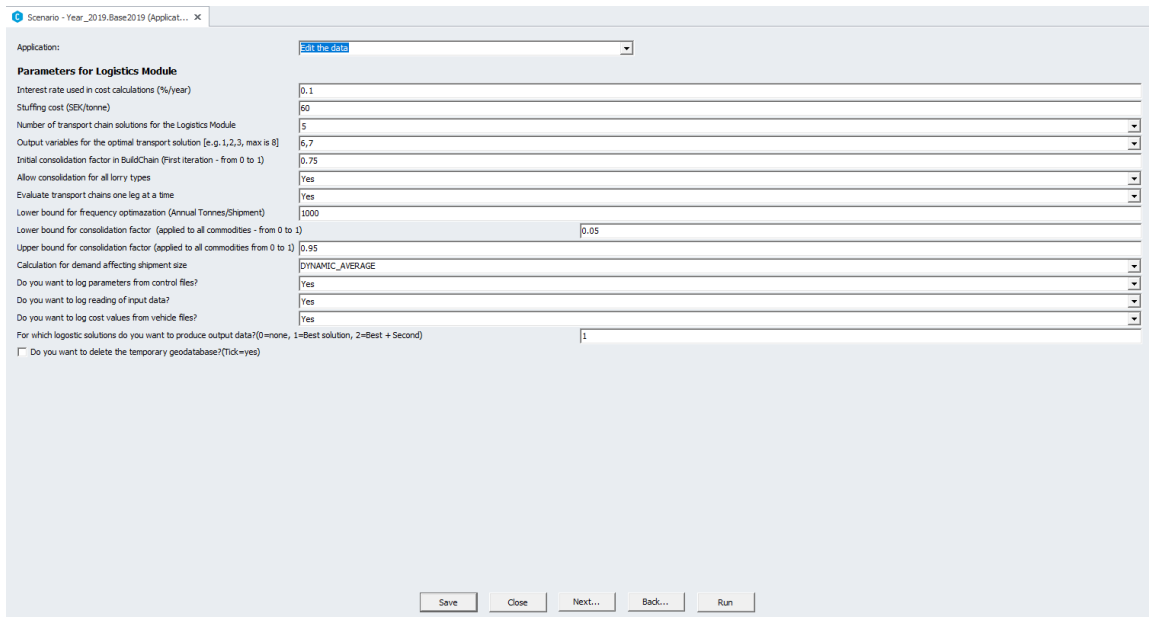 Scenario - Year_2019.Base2019 (Applicat... X
Application: Edit the data
Parameters for Logistics Module
Interest rate used in cost calculations (%/year) 0.1
Stuffing cost (SEK/tonne) 60
Number of transport chain solutions for the Logistics Module 5
Output variables for the optimal transport solution [e.g.1,2,3, max is 8] 6,7
Initial consolidation factor in BuildChain (First iteration - from 0 to 1) 0.75
Allow consolidation for all lorry types Yes
Evaluate transport chains one leg at a time Yes
Lower bound for frequency optimazation (Annual Tonnes/Shipment) 1000
Lower bound for consolidation factor (applied to all commodities - from 0 to 1) 0.05
Upper bound for consolidation factor (applied to all commodities from 0 to 1) 0.95
Calculation for demand affecting shipment size DYNAMIC_AVERAGE
Do you want to log parameters from control files? Yes
Do you want to log reading of input data? Yes
Do you want to log cost values from vehicle files? Yes
For which logostic solutions do you want to produce output data?(0=none, 1=Best solution, 2=Best + Second) 1
Do you want to delete the temporary geodatabase?(Tick=yes)
Save Close Next... Back... Run